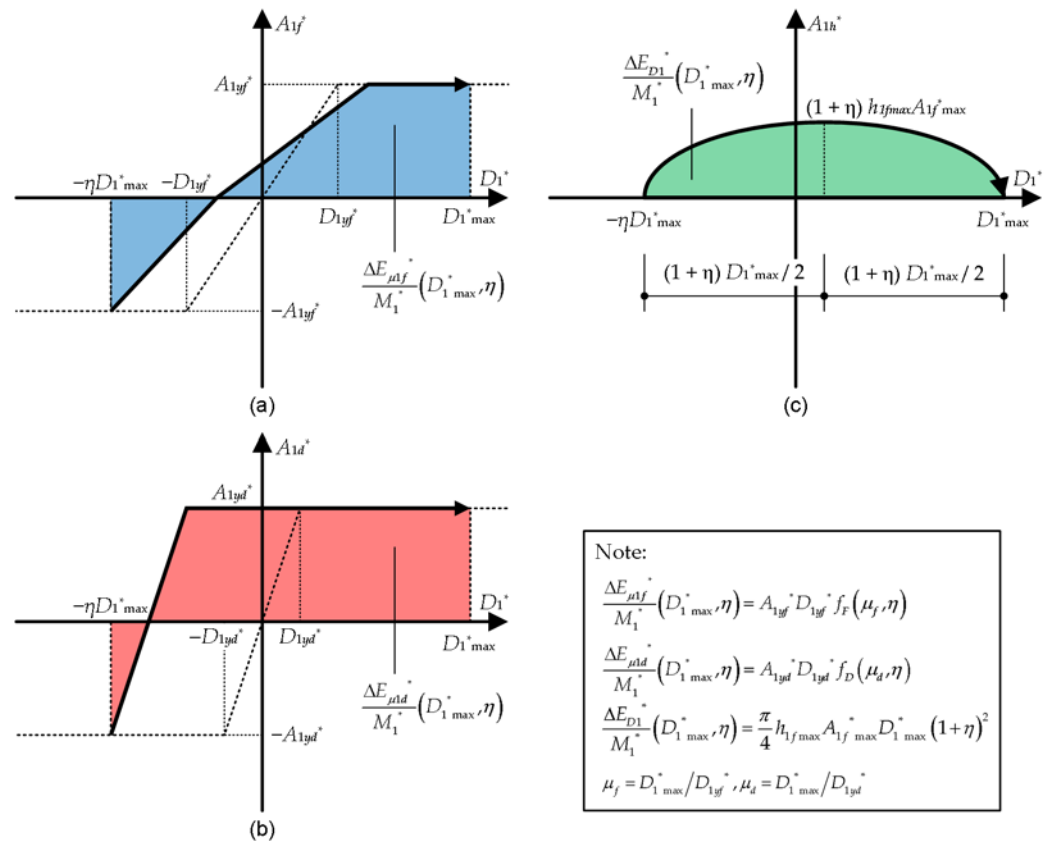 A1f*
A1yf*
−ηD1*max
−D1yf*
D1*
D1yf*
D1*max
ΔEμ1f*/M1* (D1*max, η)
−A1yf*
(a)
A1h*
ΔED1*/M1* (D1*max, η)
(1 + η) h1fmaxA1f*max
D1*
−ηD1*max
D1*max
(1 + η) D1*max / 2
(1 + η) D1*max / 2
(c)
A1d*
A1yd*
−ηD1*max
D1*
−D1yd*
D1yd*
D1*max
ΔEμ1d*/M1* (D1*max, η)
−A1yd*
(b)
Note:
ΔEμ1f*/M1* (D1*max, η) = A1yf* D1yf* fF (μf, η)
ΔEμ1d*/M1* (D1*max, η) = A1yd* D1yd* fD (μd, η)
ΔED1*/M1* (D1*max, η) = π/4 h1fmax A1f*max D1*max (1+η)²
μf = D1*max/D1yf* , μd = D1*max/D1yd*